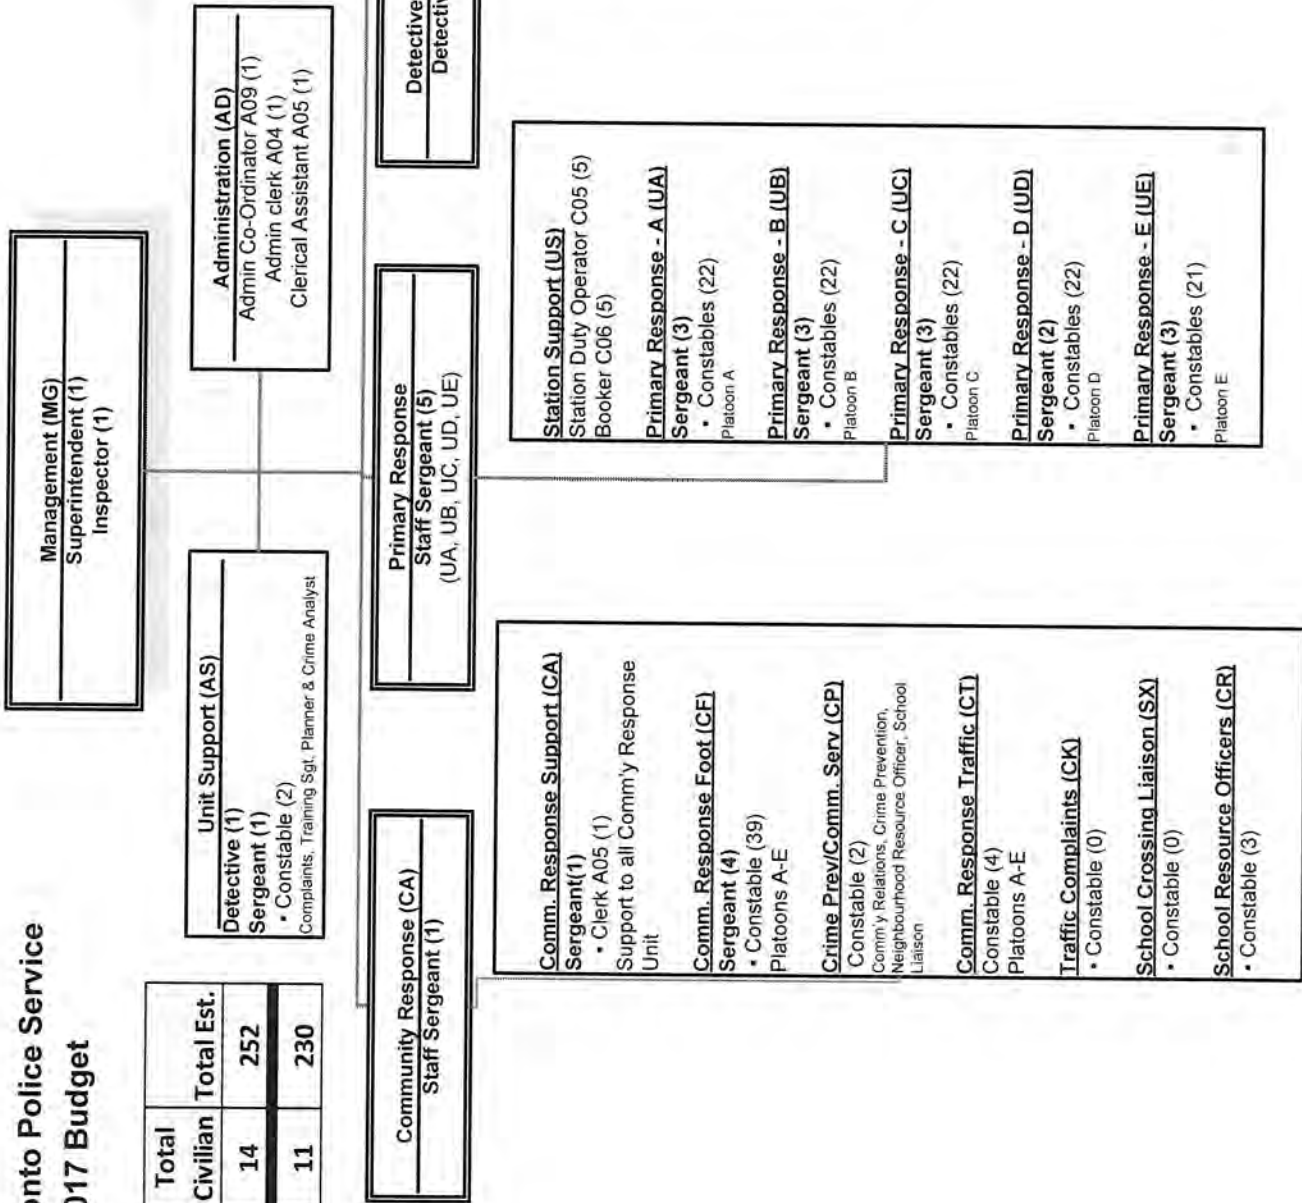 onto Police Service
017 Budget
Total
Civilian Total Est.
14 252
11 230
Management (MG)
Superintendent (1)
Inspector (1)
Unit Support (AS)
Detective (1)
Sergeant (1)
• Constable (2)
Complaints, Training Sgt, Planner & Crime Analyst
Administration (AD)
Admin Co-Ordinator A09 (1)
Admin clerk A04 (1)
Clerical Assistant A05 (1)
Community Response (CA)
Staff Sergeant (1)
Primary Response
Staff Sergeant (5)
(UA, UB, UC, UD, UE)
Detective
Detectiv
Comm. Response Support (CA)
Sergeant(1)
• Clerk A05 (1)
Support to all Comm'y Response
Unit.
Comm. Response Foot (CF)
Sergeant (4)
• Constable (39)
Platoons A-E
Crime Prev/Comm. Serv (CP)
Constable (2)
Comm'y Relations, Crime Prevention,
Neighbourhood Resource Officer, School
Liaison
Comm. Response Traffic (CT)
Constable (4)
Platoons A-E
Traffic Complaints (CK)
• Constable (0)
School Crossing Liaison (SX)
• Constable (0)
School Resource Officers (CR)
• Constable (3)
Station Support (US)
Station Duty Operator C05 (5)
Booker C06 (5)
Primary Response - A (UA)
Sergeant (3)
• Constables (22)
Platoon A
Primary Response - B (UB)
Sergeant (3)
• Constables (22)
Platoon B
Primary Response - C (UC)
Sergeant (3)
• Constables (22)
Platoon C
Primary Response - D (UD)
Sergeant (2)
• Constables (22)
Platoon D
Primary Response - E (UE)
Sergeant (3)
• Constables (21)
Platoon E